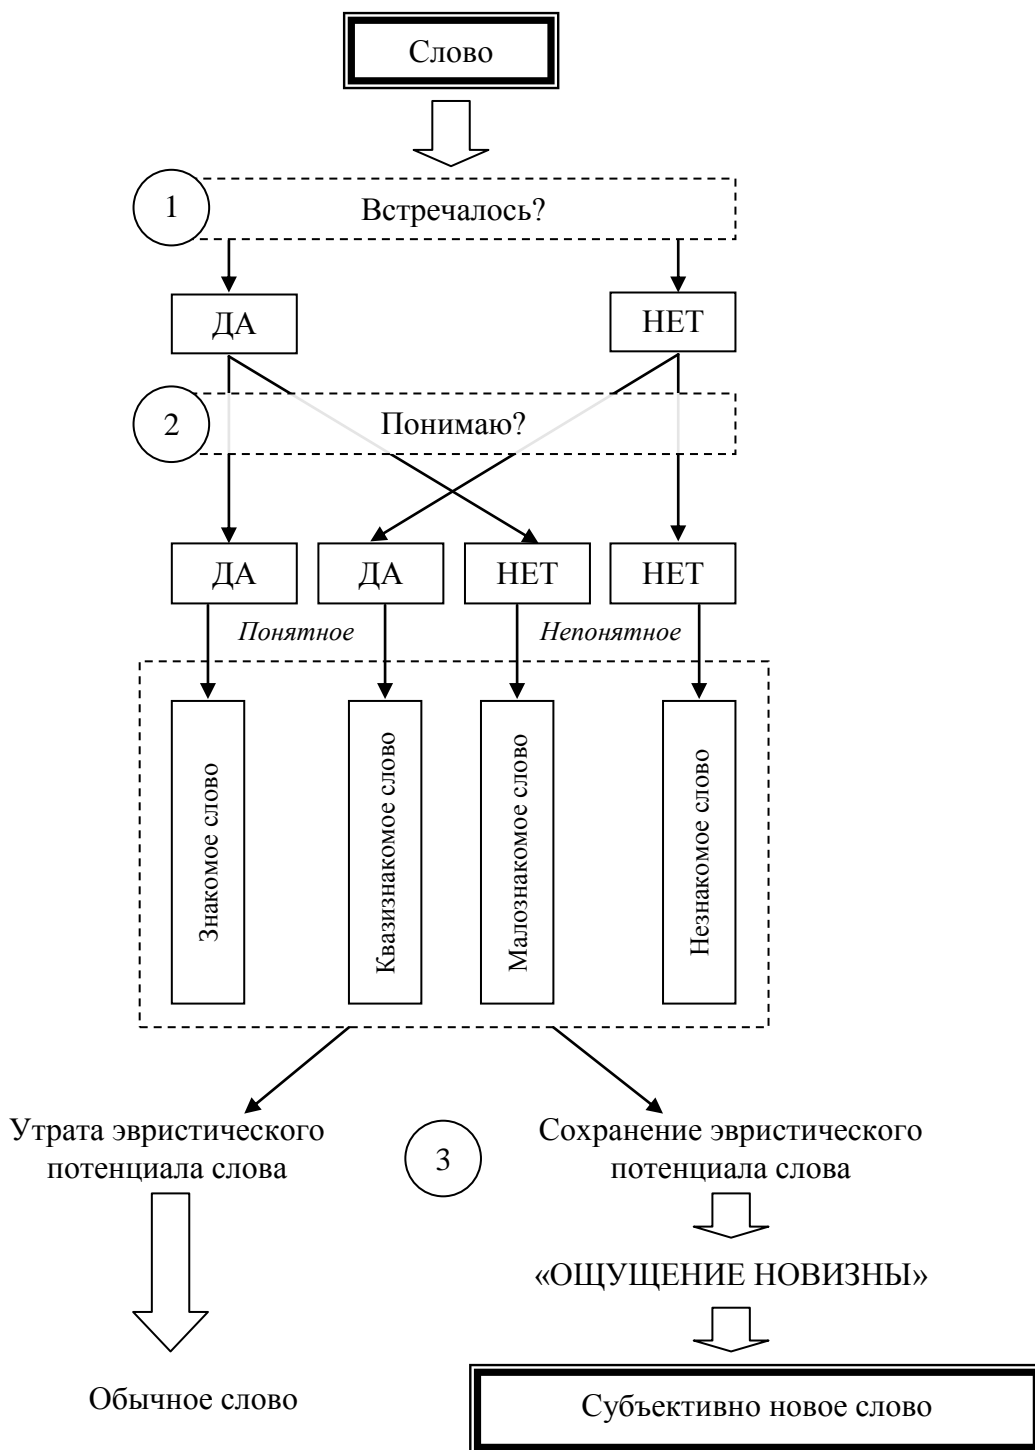 Слово
1
Встречалось?
ДА
НЕТ
2
Понимаю?
ДА
ДА
НЕТ
НЕТ
Понятное
Непонятное
Знакомое слово
Квазизнакомое слово
Малознакомое слово
Незнакомое слово
Утрата эвристического
потенциала слова
3
Сохранение эвристического
потенциала слова
«ОЩУЩЕНИЕ НОВИЗНЫ»
Обычное слово
Субъективно новое слово